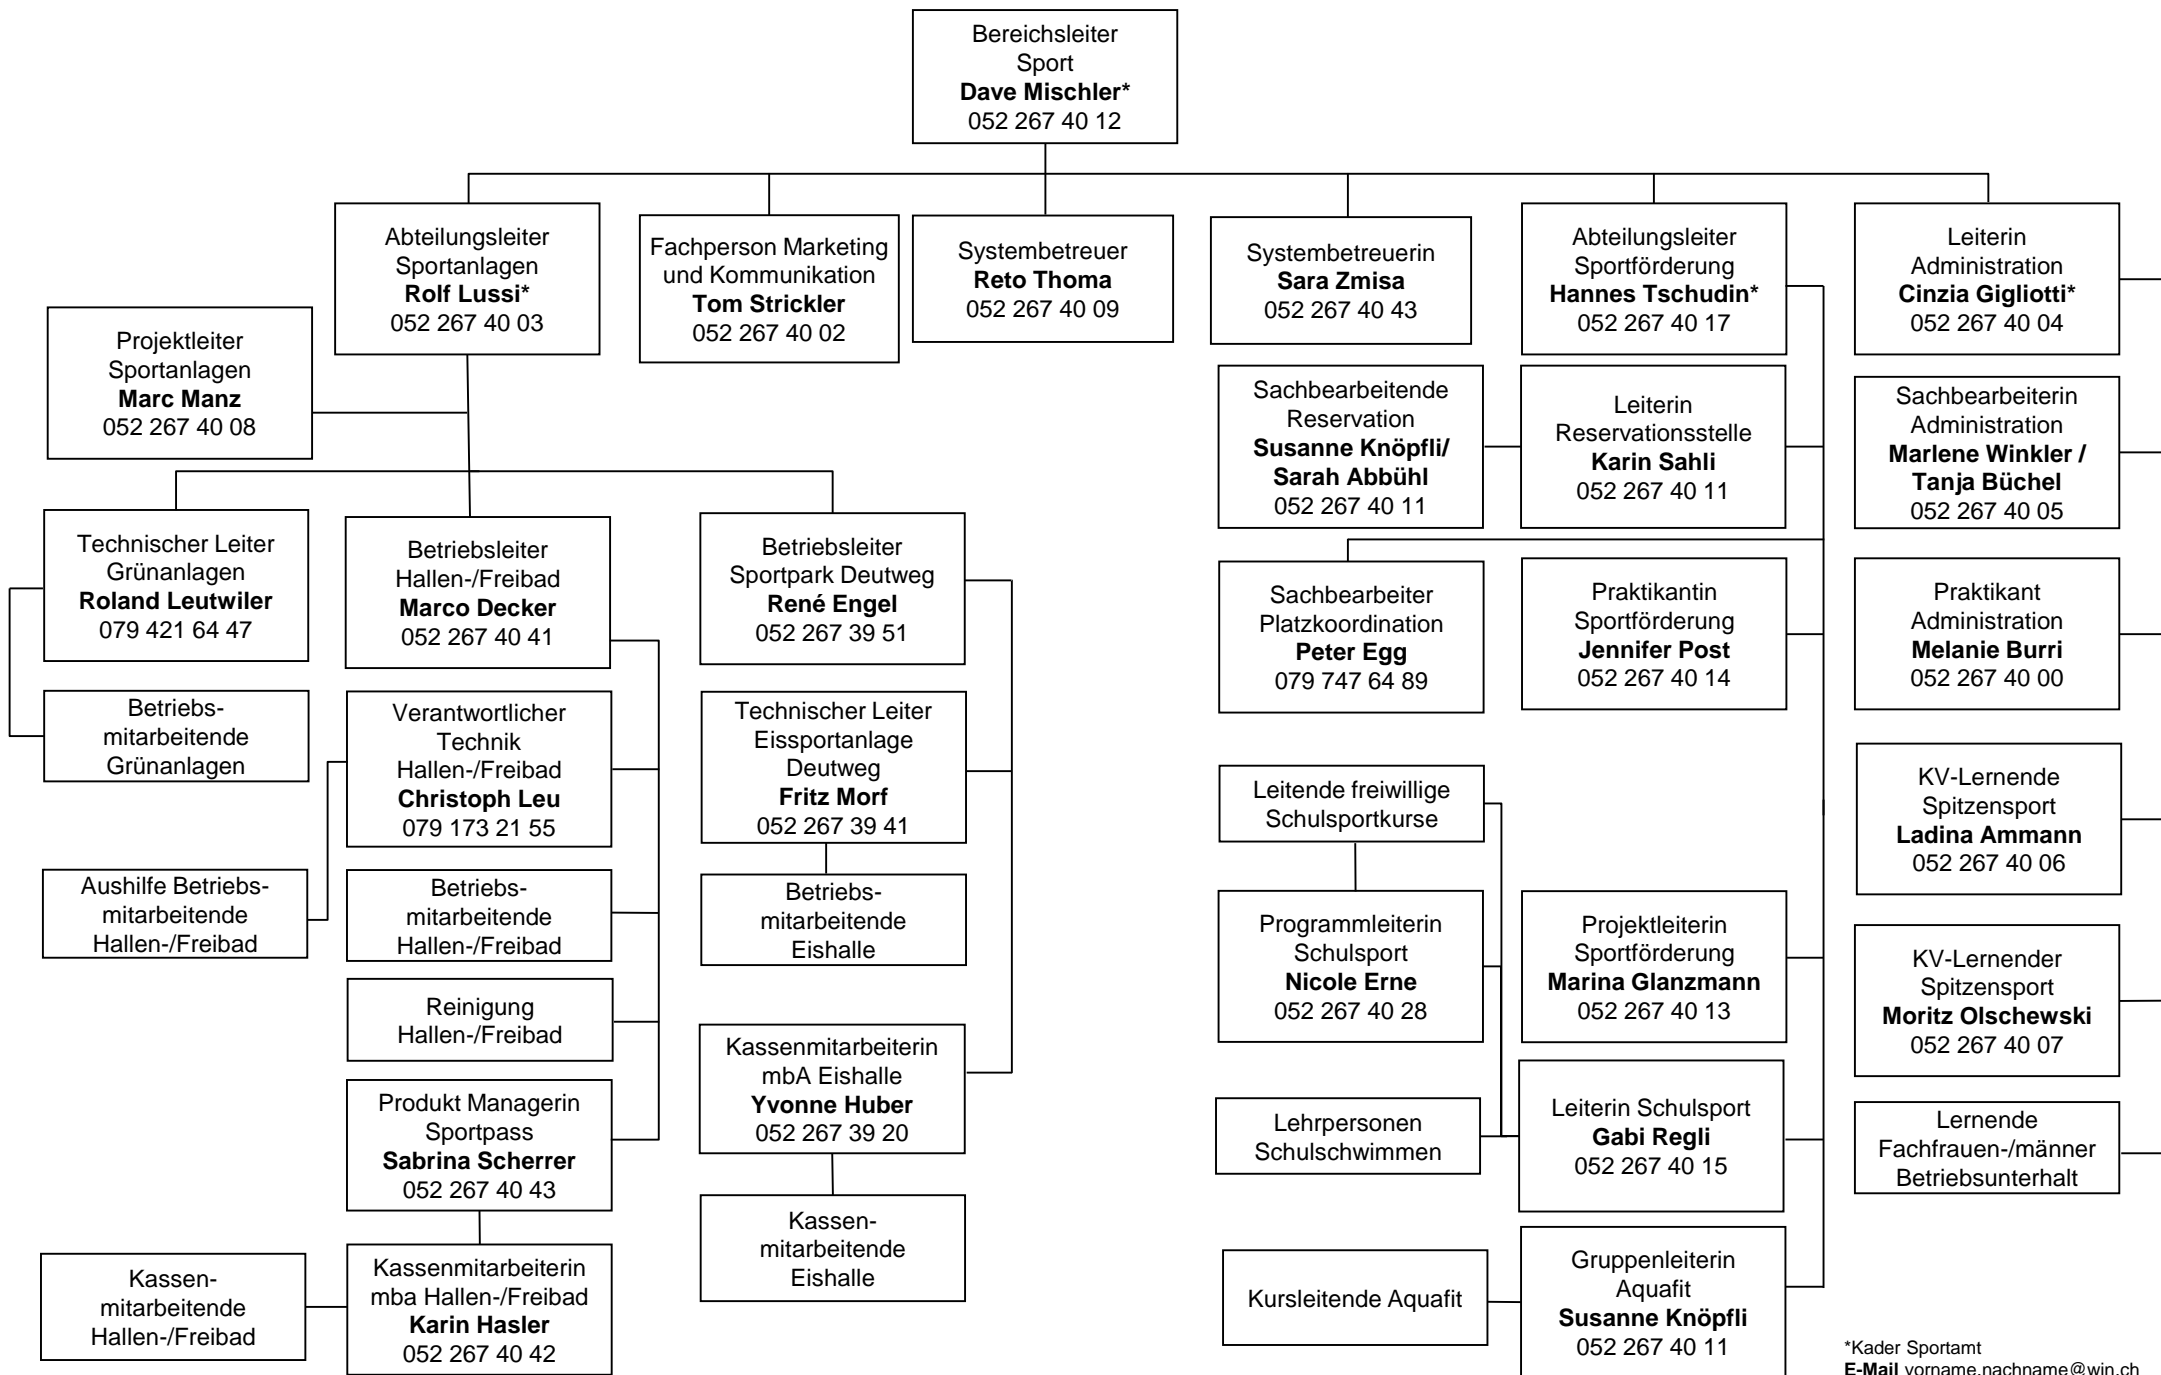 Bereichsleiter
Sport
Dave Mischler*
052 267 40 12
Abteilungsleiter
Sportanlagen
Rolf Lussi*
052 267 40 03
Fachperson Marketing
und Kommunikation
Tom Strickler
052 267 40 02
Systembetreuer
Reto Thoma
052 267 40 09
Systembetreuerin
Sara Zmisa
052 267 40 43
Abteilungsleiter
Sportförderung
Hannes Tschudin*
052 267 40 17
Leiterin
Administration
Cinzia Gigliotti*
052 267 40 04
Projektleiter
Sportanlagen
Marc Manz
052 267 40 08
Sachbearbeitende
Reservation
Susanne Knöpfli/
Sarah Abbühl
052 267 40 11
Leiterin
Reservationsstelle
Karin Sahli
052 267 40 11
Sachbearbeiterin
Administration
Marlene Winkler /
Tanja Büchel
052 267 40 05
Technischer Leiter
Grünanlagen
Roland Leutwiler
079 421 64 47
Betriebsleiter
Hallen-/Freibad
Marco Decker
052 267 40 41
Betriebsleiter
Sportpark Deutweg
René Engel
052 267 39 51
Sachbearbeiter
Platzkoordination
Peter Egg
079 747 64 89
Praktikantin
Sportförderung
Jennifer Post
052 267 40 14
Praktikant
Administration
Melanie Burri
052 267 40 00
Betriebs-
mitarbeitende
Grünanlagen
Verantwortlicher
Technik
Hallen-/Freibad
Christoph Leu
079 173 21 55
Technischer Leiter
Eissportanlage
Deutweg
Fritz Morf
052 267 39 41
Leitende freiwillige
Schulsportkurse
KV-Lernende
Spitzensport
Ladina Ammann
052 267 40 06
Aushilfe Betriebs-
mitarbeitende
Hallen-/Freibad
Betriebs-
mitarbeitende
Hallen-/Freibad
Betriebs-
mitarbeitende
Eishalle
Programmleiterin
Schulsport
Nicole Erne
052 267 40 28
Projektleiterin
Sportförderung
Marina Glanzmann
052 267 40 13
KV-Lernender
Spitzensport
Moritz Olschewski
052 267 40 07
Reinigung
Hallen-/Freibad
Kassenmitarbeiterin
mbA Eishalle
Yvonne Huber
052 267 39 20
Produkt Managerin
Sportpass
Sabrina Scherrer
052 267 40 43
Lehrpersonen
Schulschwimmen
Leiterin Schulsport
Gabi Regli
052 267 40 15
Lernende
Fachfrauen-/männer
Betriebsunterhalt
Kassen-
mitarbeitende
Eishalle
Kassen-
mitarbeitende
Hallen-/Freibad
Kassenmitarbeiterin
mba Hallen-/Freibad
Karin Hasler
052 267 40 42
Kursleitende Aquafit
Gruppenleiterin
Aquafit
Susanne Knöpfli
052 267 40 11
*Kader Sportamt
E-Mail vorname.nachname@win.ch